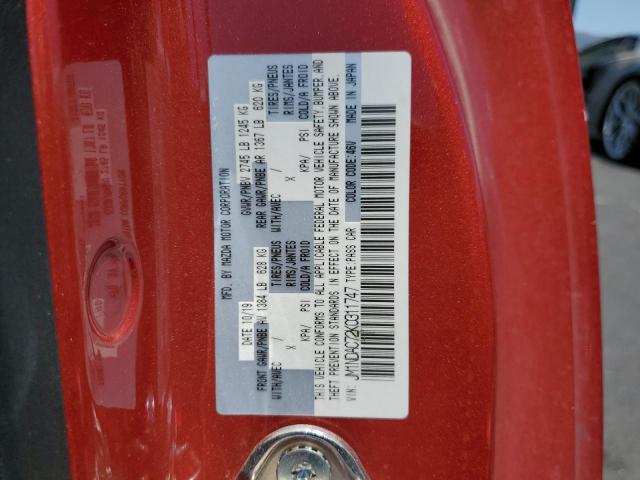 MFD. BY MAZDA MOTOR CORPORATION
DATE 10/19 GVWR/PNBV 2745 LB 1245 KG
FRONT GAWR/PNBE AV 1384 LB 628 KG REAR GAWR/PNBE AR 1367 LB 620 KG
WITH/AVEC / TIRES/PNEUS WITH/AVEC / TIRES/PNEUS
X RIMS/JANTES X RIMS/JANTES
KPA/ PSI COLD/A FROID KPA/ PSI COLD/A FROID
THIS VEHICLE CONFORMS TO ALL APPLICABLE FEDERAL MOTOR VEHICLE SAFETY, BUMPER, AND
THEFT PREVENTION STANDARDS IN EFFECT ON THE DATE OF MANUFACTURE SHOWN ABOVE.
COLOR CODE:46V MADE IN JAPAN
VIN: JM1NDAC72K0311747 TYPE:PASS CAR